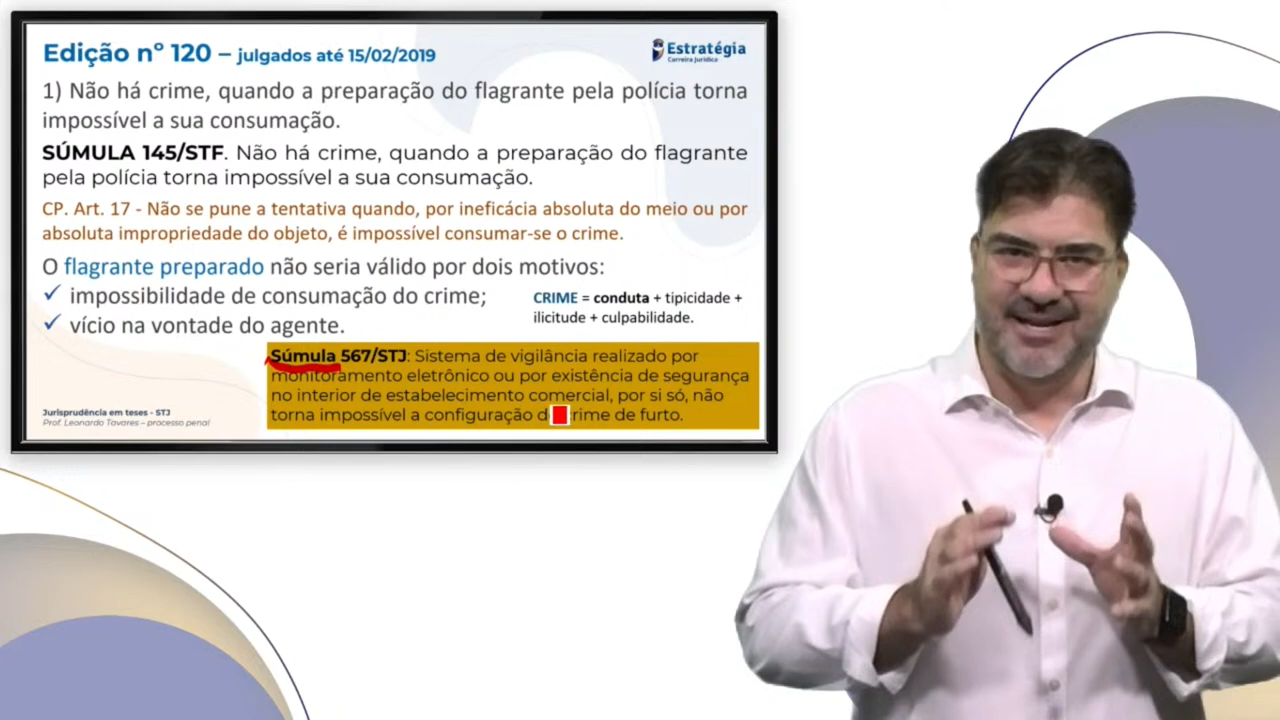 Edição nº 120 – julgados até 15/02/2019
Estratégia
Carreira Jurídica
1) Não há crime, quando a preparação do flagrante pela polícia torna
impossível a sua consumação.
SÚMULA 145/STF. Não há crime, quando a preparação do flagrante
pela polícia torna impossível a sua consumação.
CP. Art. 17 - Não se pune a tentativa quando, por ineficácia absoluta do meio ou por
absoluta impropriedade do objeto, é impossível consumar-se o crime.
O flagrante preparado não seria válido por dois motivos:
✓ impossibilidade de consumação do crime;
✓ vício na vontade do agente.
CRIME = conduta + tipicidade +
ilicitude + culpabilidade.
Súmula 567/STJ: Sistema de vigilância realizado por
monitoramento eletrônico ou por existência de segurança
no interior de estabelecimento comercial, por si só, não
torna impossível a configuração crime de furto.
Jurisprudência em teses - STJ
Prof. Leonardo Tavares – processo penal